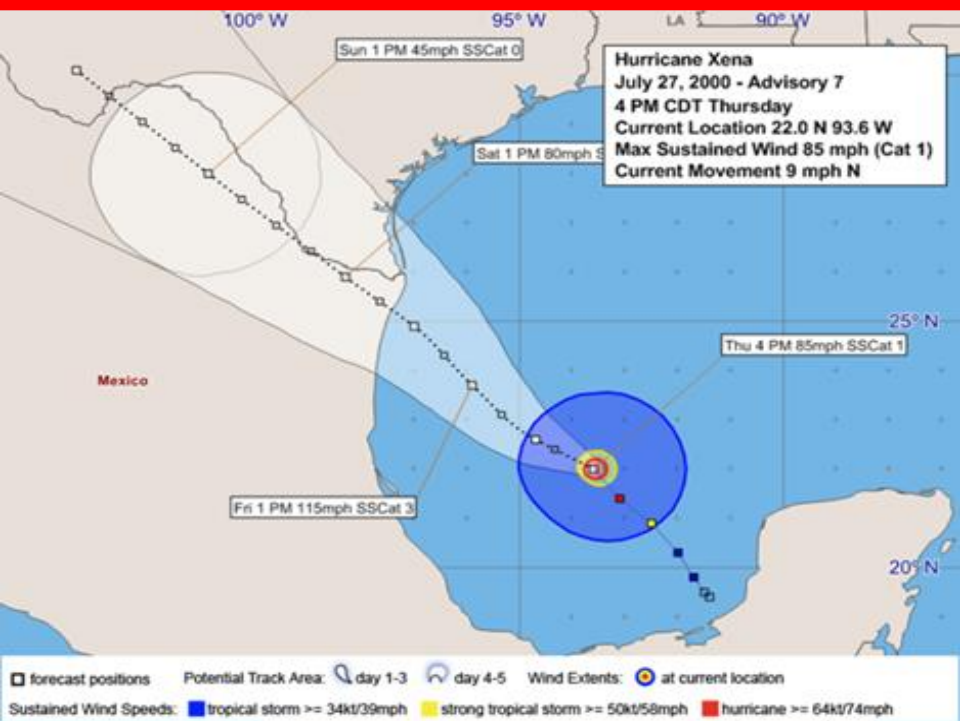 100° W
95° W
LA
90° W
Sun 1 PM 45mph SSCat 0
Hurricane Xena
July 27, 2000 - Advisory 7
4 PM CDT Thursday
Current Location 22.0 N 93.6 W
Max Sustained Wind 85 mph (Cat 1)
Current Movement 9 mph N
Sat 1 PM 80mph S
25° N
Thu 4 PM 85mph SSCat 1
Mexico
Fri 1 PM 115mph SSCat 3
20° N
forecast positions Potential Track Area: day 1-3 day 4-5 Wind Extents: at current location
Sustained Wind Speeds: tropical storm >= 34kt/39mph strong tropical storm >= 50kt/58mph hurricane >= 64kt/74mph